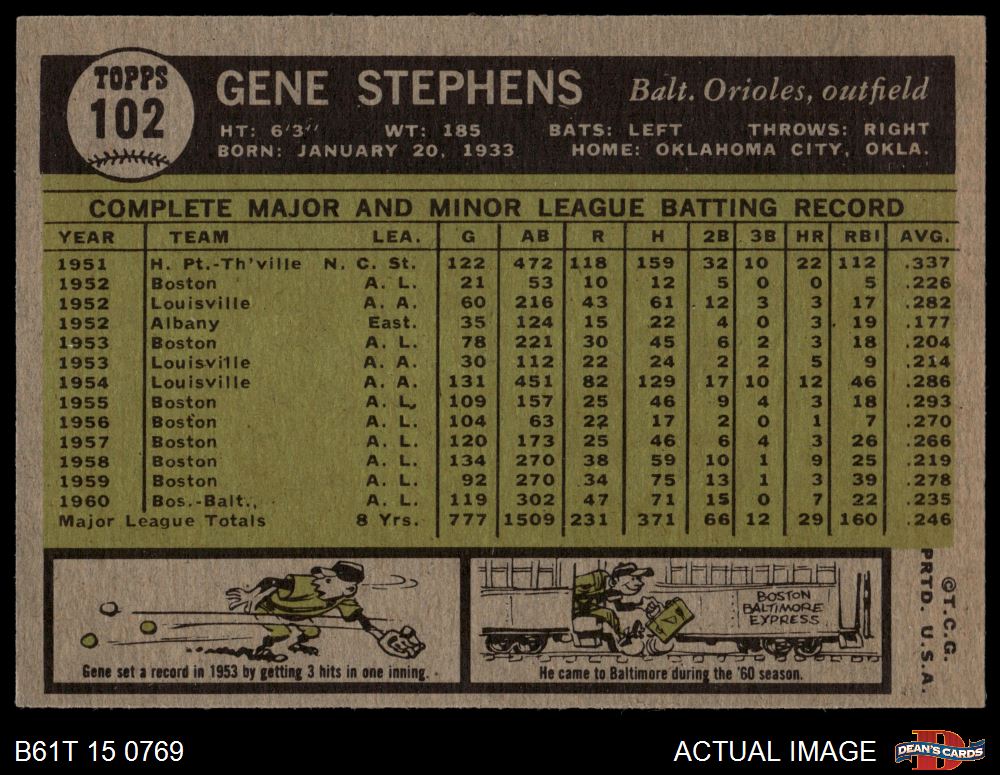 TOPPS
102
GENE STEPHENS Balt. Orioles, outfield
HT: 6'3" WT: 185 BATS: LEFT THROWS: RIGHT
BORN: JANUARY 20, 1933 HOME: OKLAHOMA CITY, OKLA.
COMPLETE MAJOR AND MINOR LEAGUE BATTING RECORD
YEAR TEAM LEA. G AB R H 2B 3B HR RBI AVG.
1951 H. Pt.-Th'ville N. C. St. 122 472 118 159 32 10 22 112 .337
1952 Boston A. L. 21 53 10 12 5 0 0 5 .226
1952 Louisville A. A. 60 216 43 61 12 3 3 17 .282
1952 Albany East. 35 124 15 22 4 0 3 19 .177
1953 Boston A. L. 78 221 30 45 6 2 3 18 .204
1953 Louisville A. A. 30 112 22 24 2 2 5 9 .214
1954 Louisville A. A. 131 451 82 129 17 10 12 46 .286
1955 Boston A. L. 109 157 25 46 9 4 3 18 .293
1956 Boston A. L. 104 63 22 17 2 0 1 7 .270
1957 Boston A. L. 120 173 25 46 6 4 3 26 .266
1958 Boston A. L. 134 270 38 59 10 1 9 25 .219
1959 Boston A. L. 92 270 34 75 13 1 3 39 .278
1960 Bos.-Balt., A. L. 119 302 47 71 15 0 7 22 .235
Major League Totals 8 Yrs. 777 1509 231 371 66 12 29 160 .246
Gene set a record in 1953 by getting 3 hits in one inning.
BOSTON
BALTIMORE
EXPRESS
He came to Baltimore during the '60 season.
©T.C.G.
PRTD. U.S.A.
B61T 15 0769 ACTUAL IMAGE
DEAN'S CARDS